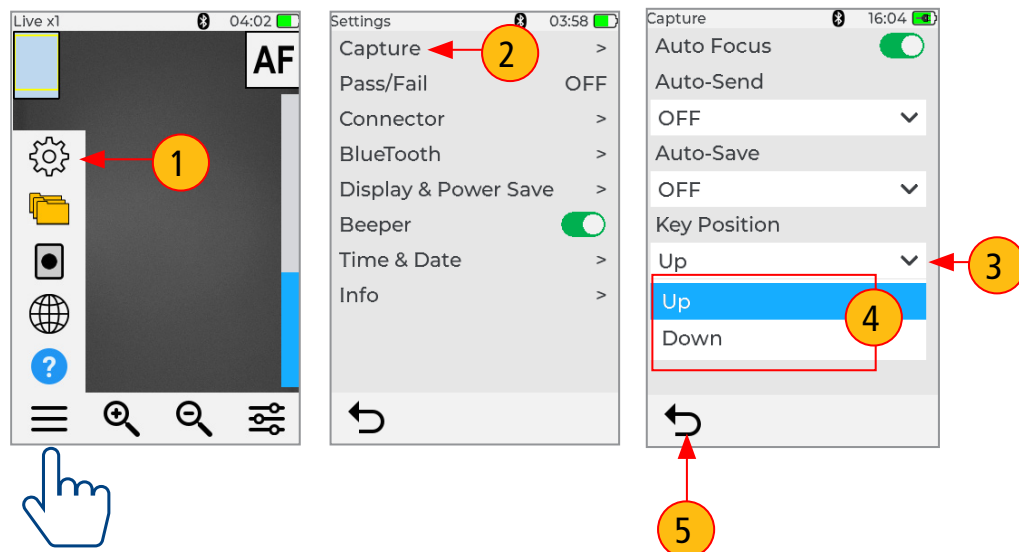 Live x1
04:02
AF
1
?
Settings
03:58
Capture >
2
Pass/Fail OFF
Connector >
BlueTooth >
Display & Power Save >
Beeper
Time & Date >
Info >
Capture
16:04
Auto Focus
Auto-Send
OFF
Auto-Save
OFF
Key Position
Up
3
Up
4
Down
5